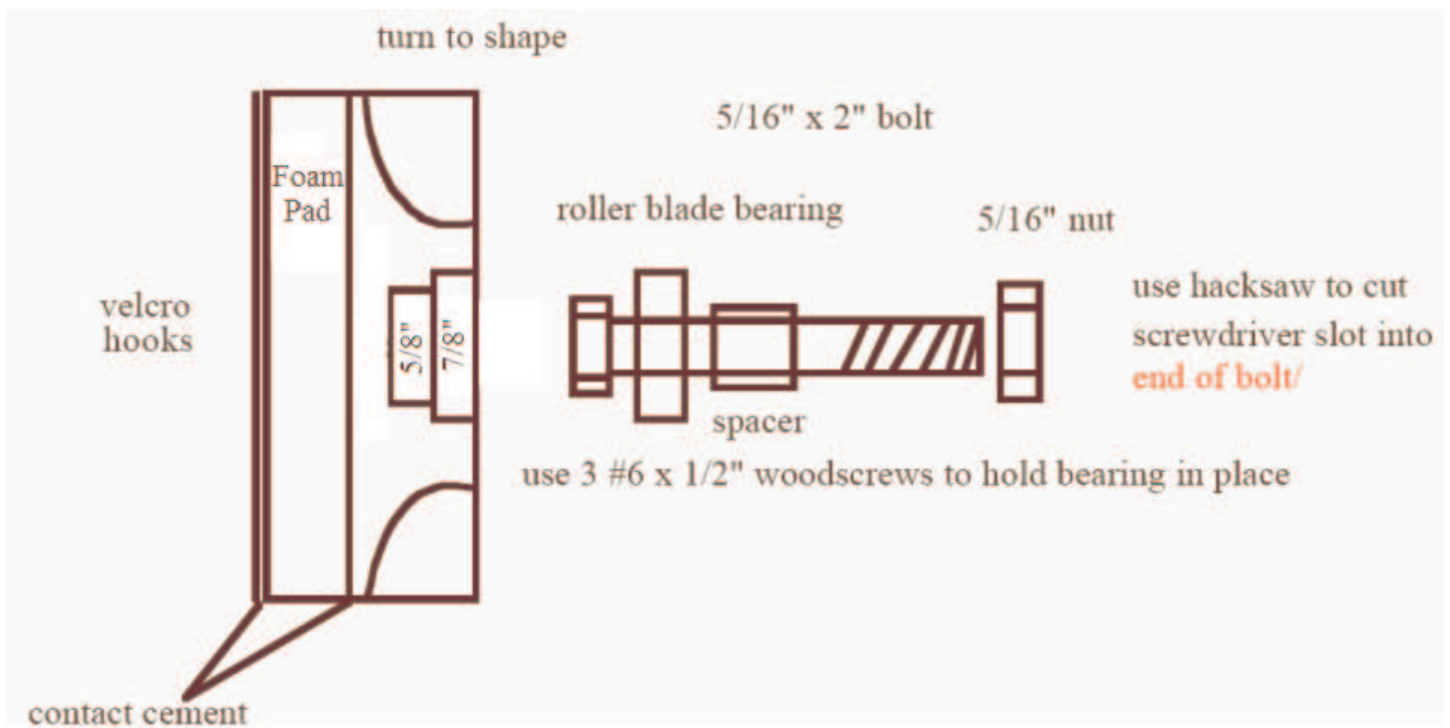 turn to shape
5/16" x 2" bolt
Foam
Pad
roller blade bearing
5/16" nut
velcro
hooks
5/8"
7/8"
use hacksaw to cut
screwdriver slot into
end of bolt/
spacer
use 3 #6 x 1/2" woodscrews to hold bearing in place
contact cement